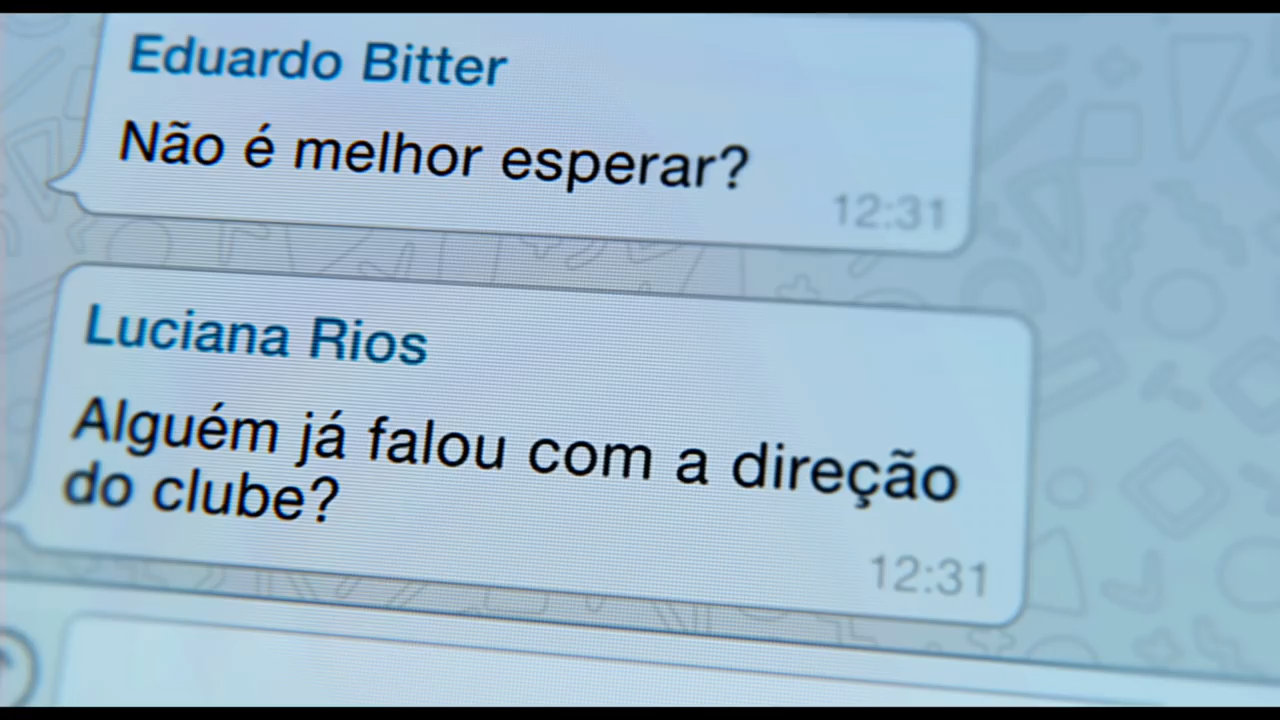 Eduardo Bitter
Não é melhor esperar?
12:31
Luciana Rios
Alguém já falou com a direção
do clube?
12:31